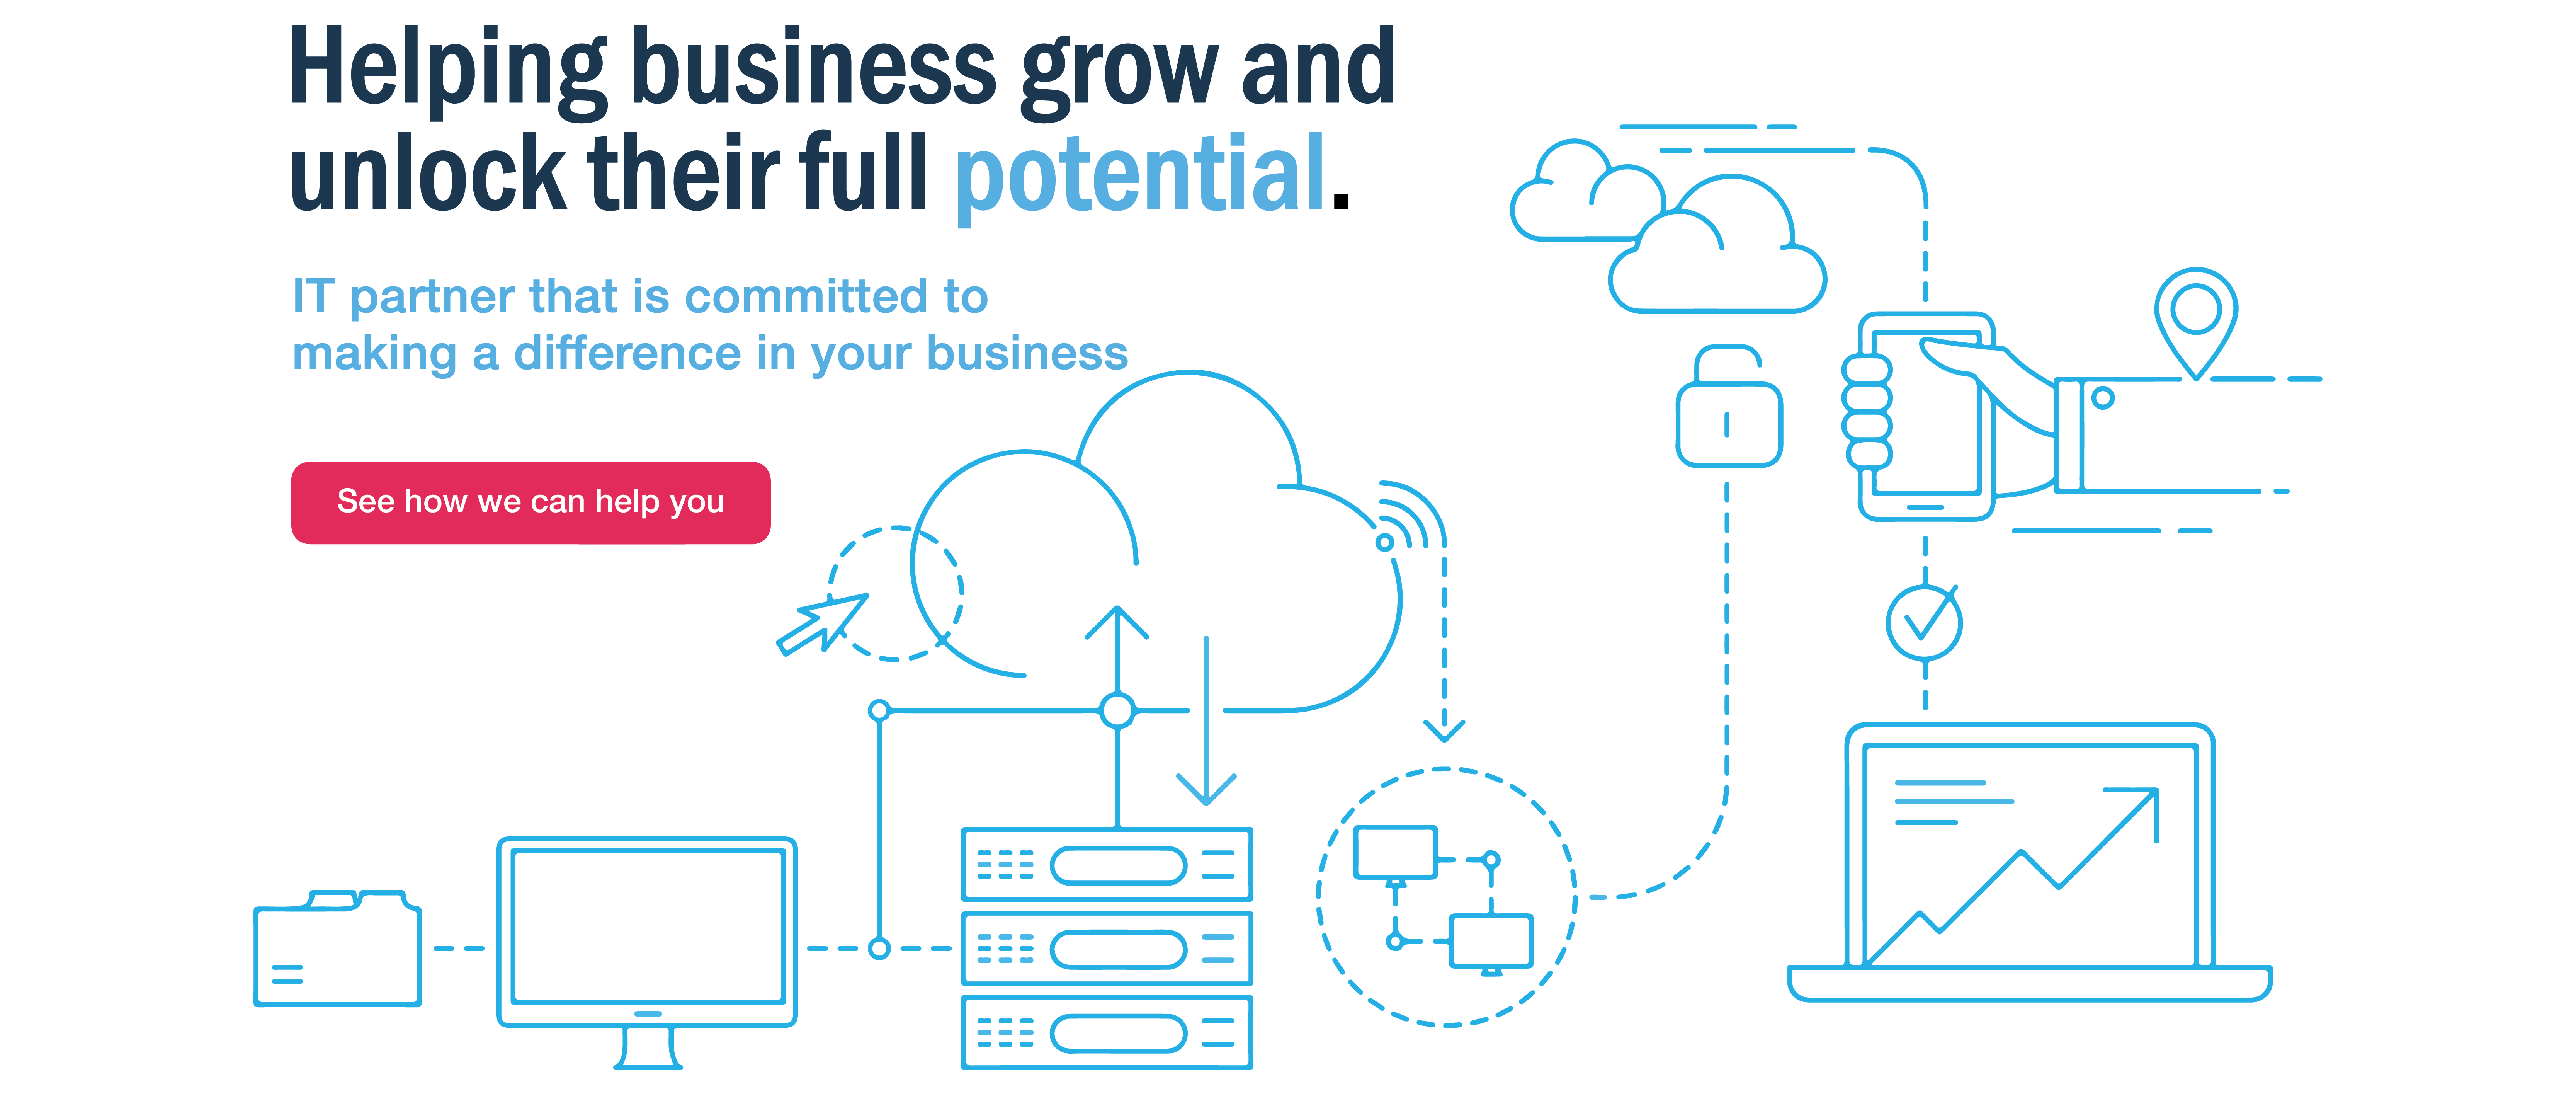 Helping business grow and
unlock their full potential.
IT partner that is committed to
making a difference in your business
See how we can help you